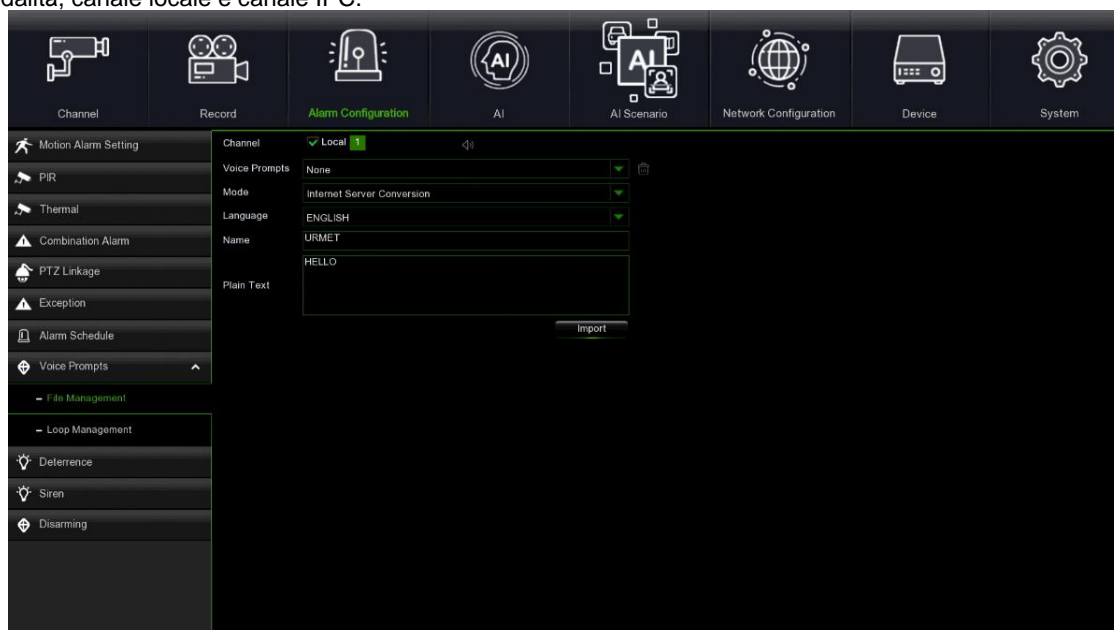 dalità, canale locale e canale IPC.
AI
AI
Channel
Record
Alarm Configuration
AI
AI Scenario
Network Configuration
Device
System
Motion Alarm Setting
PIR
Thermal
Combination Alarm
PTZ Linkage
Exception
Alarm Schedule
Voice Prompts
File Management
Loop Management
Deterrence
Siren
Disarming
Channel Local 1
Voice Prompts None
Mode Internet Server Conversion
Language ENGLISH
Name URMET
Plain Text HELLO
Import